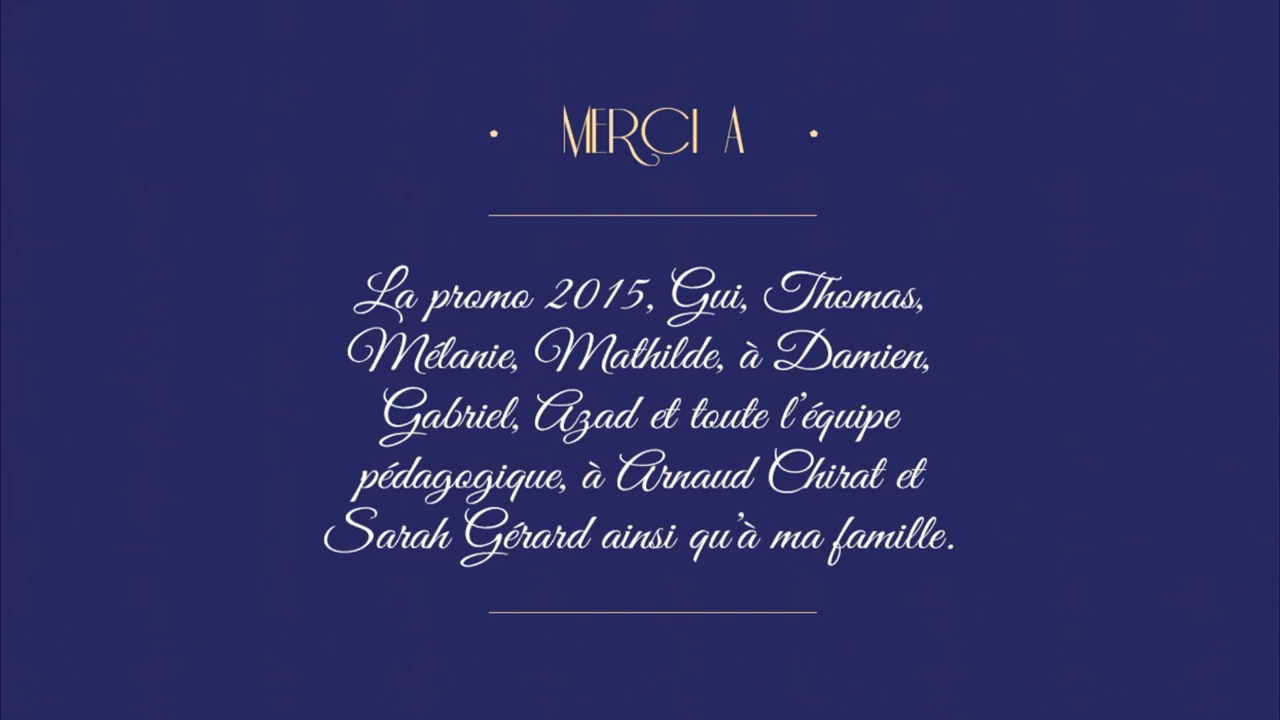 MERCI A
La promo 2015, Gui, Thomas,
Mélanie, Mathilde, à Damien,
Gabriel, Azad et toute l'équipe
pédagogique, à Arnaud Chirat et
Sarah Gérard ainsi qu'à ma famille.